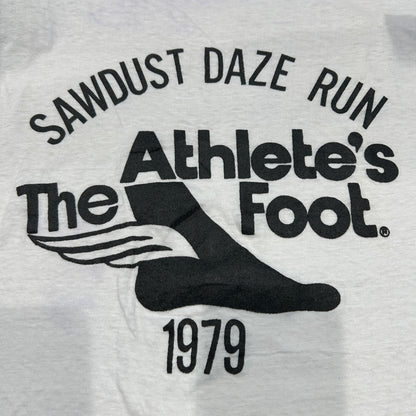 SAWDUST DAZE RUN
The Athlete's
Foot.®
1979